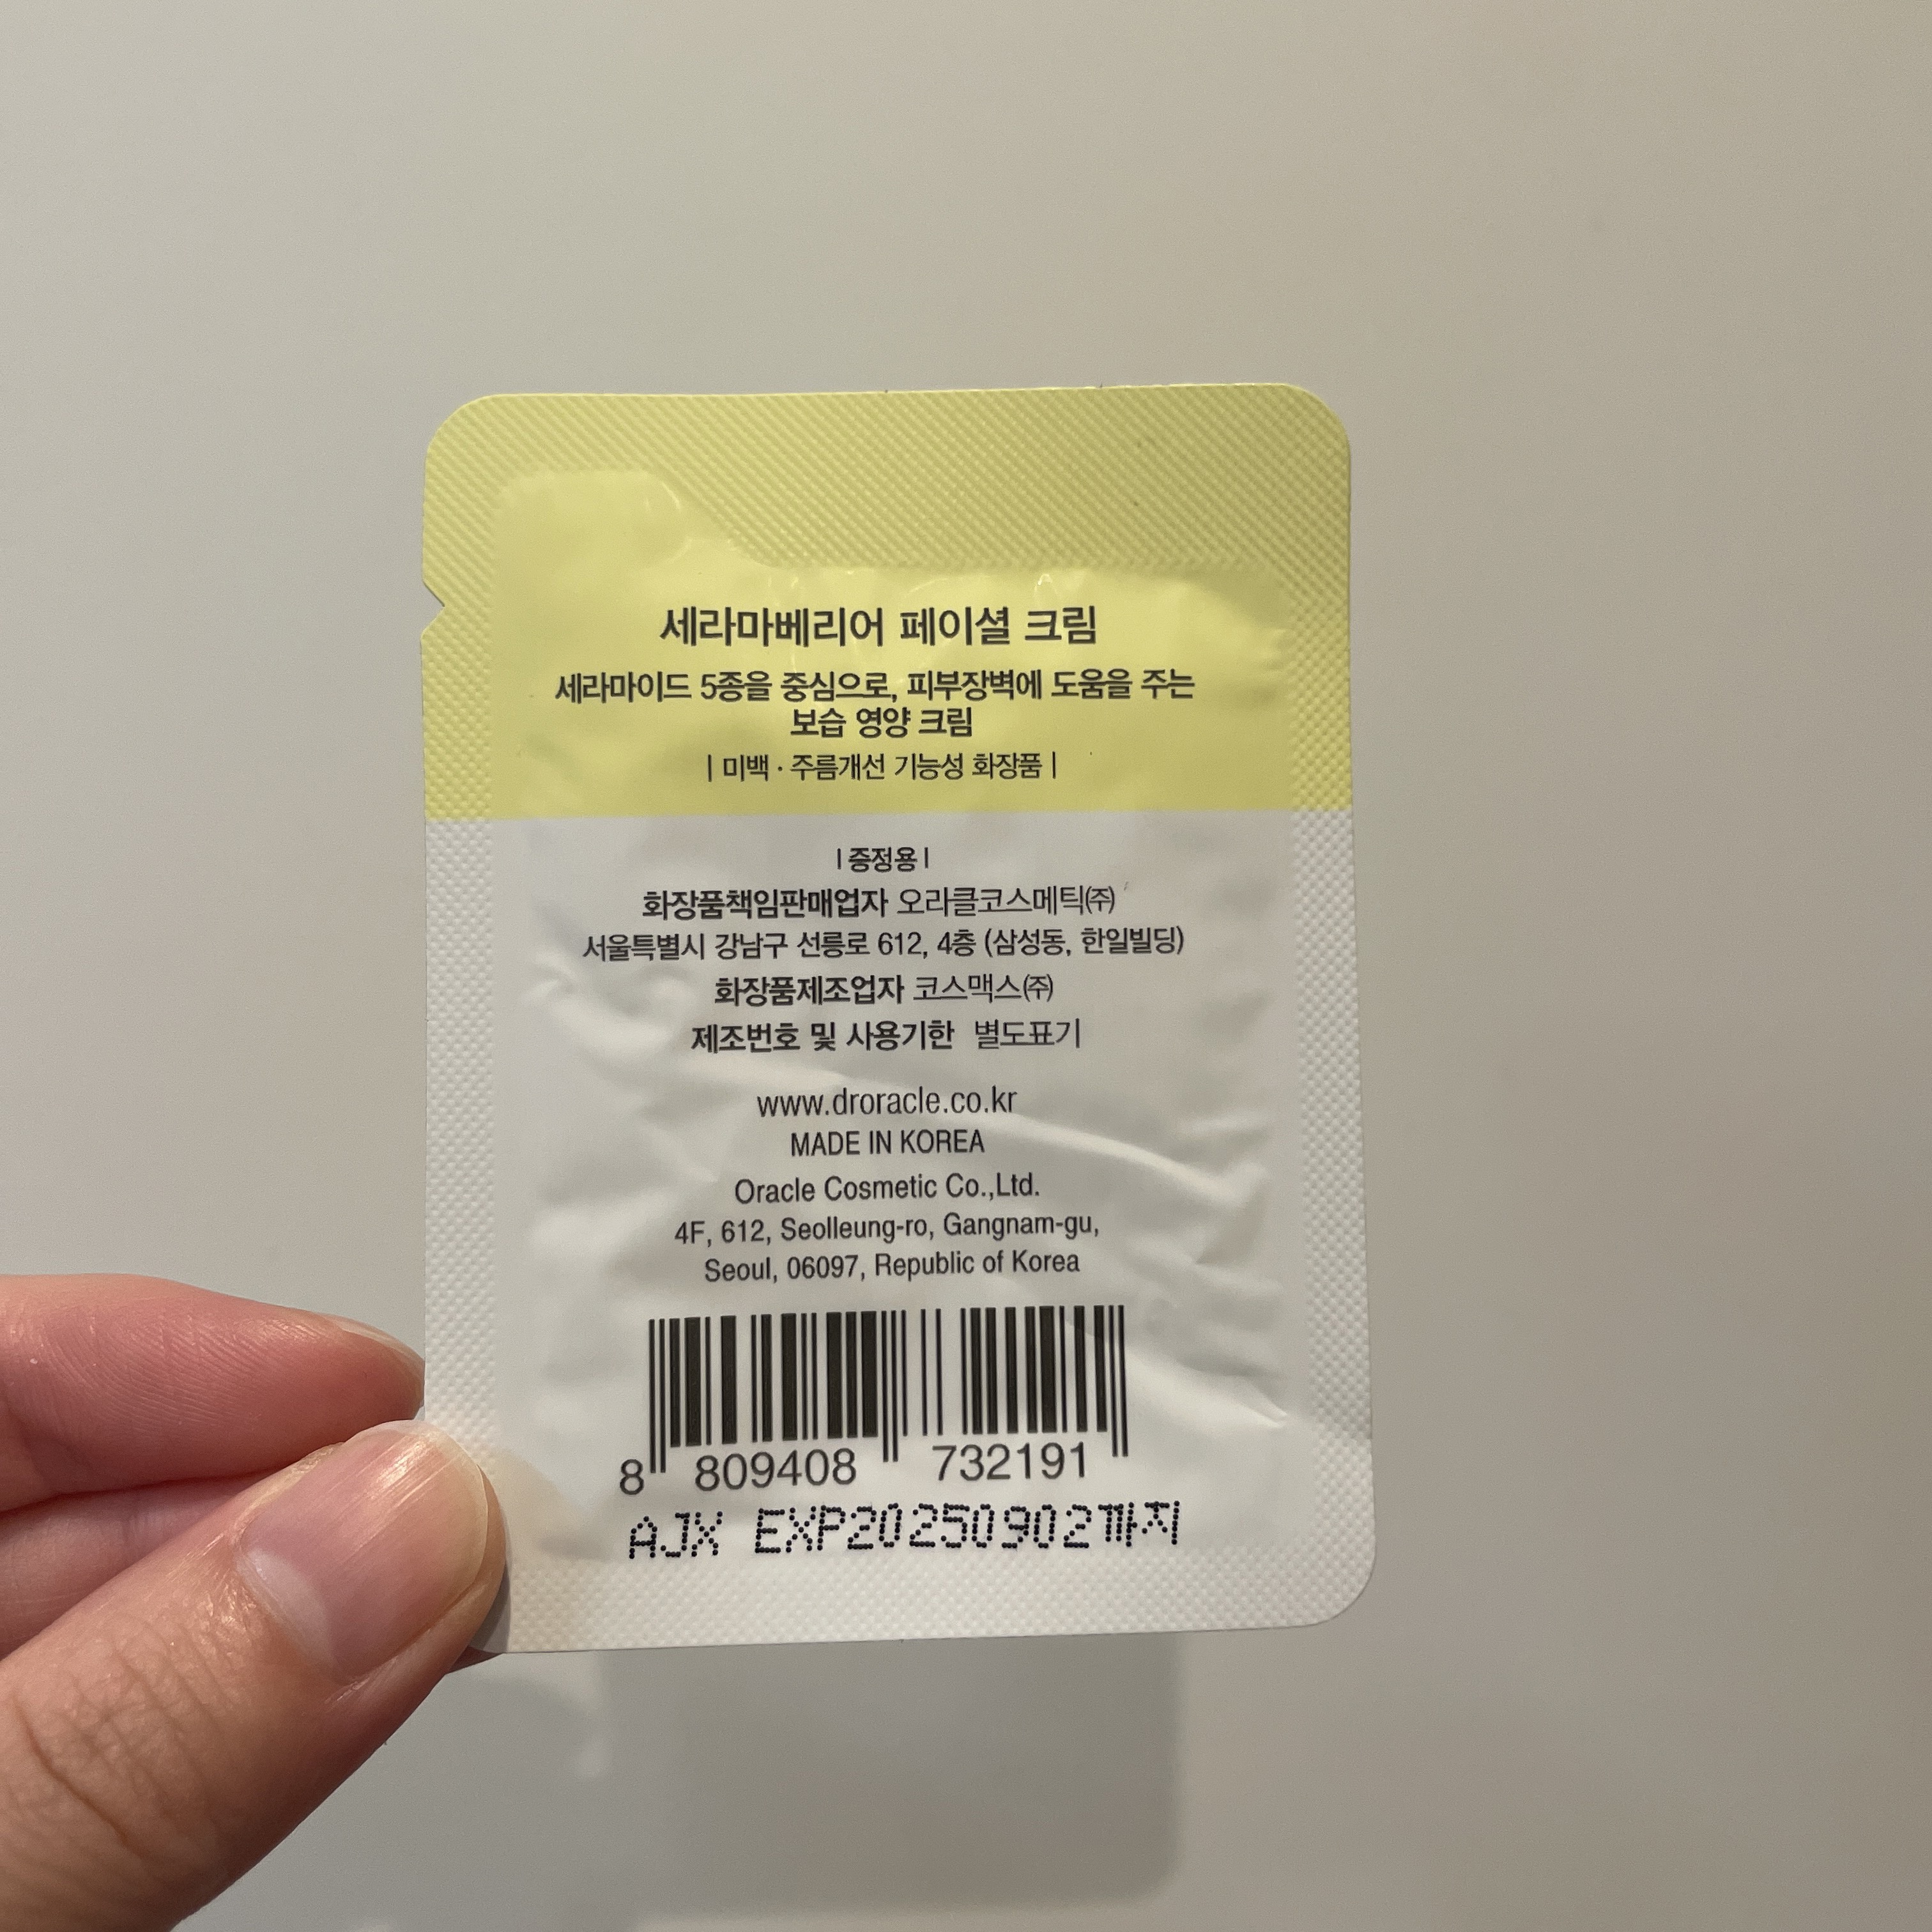 세라마베리어 페이셜 크림
세라마이드 5종을 중심으로, 피부장벽에 도움을 주는
보습 영양 크림
| 미백 · 주름개선 기능성 화장품 |
| 증정용 |
화장품책임판매업자 오라클코스메틱㈜
서울특별시 강남구 선릉로 612, 4층 (삼성동, 한일빌딩)
화장품제조업자 코스맥스㈜
제조번호 및 사용기한 별도표기
www.droracle.co.kr
MADE IN KOREA
Oracle Cosmetic Co.,Ltd.
4F, 612, Seolleung-ro, Gangnam-gu,
Seoul, 06097, Republic of Korea
8 809408 732191
AJX EXP20250902까지